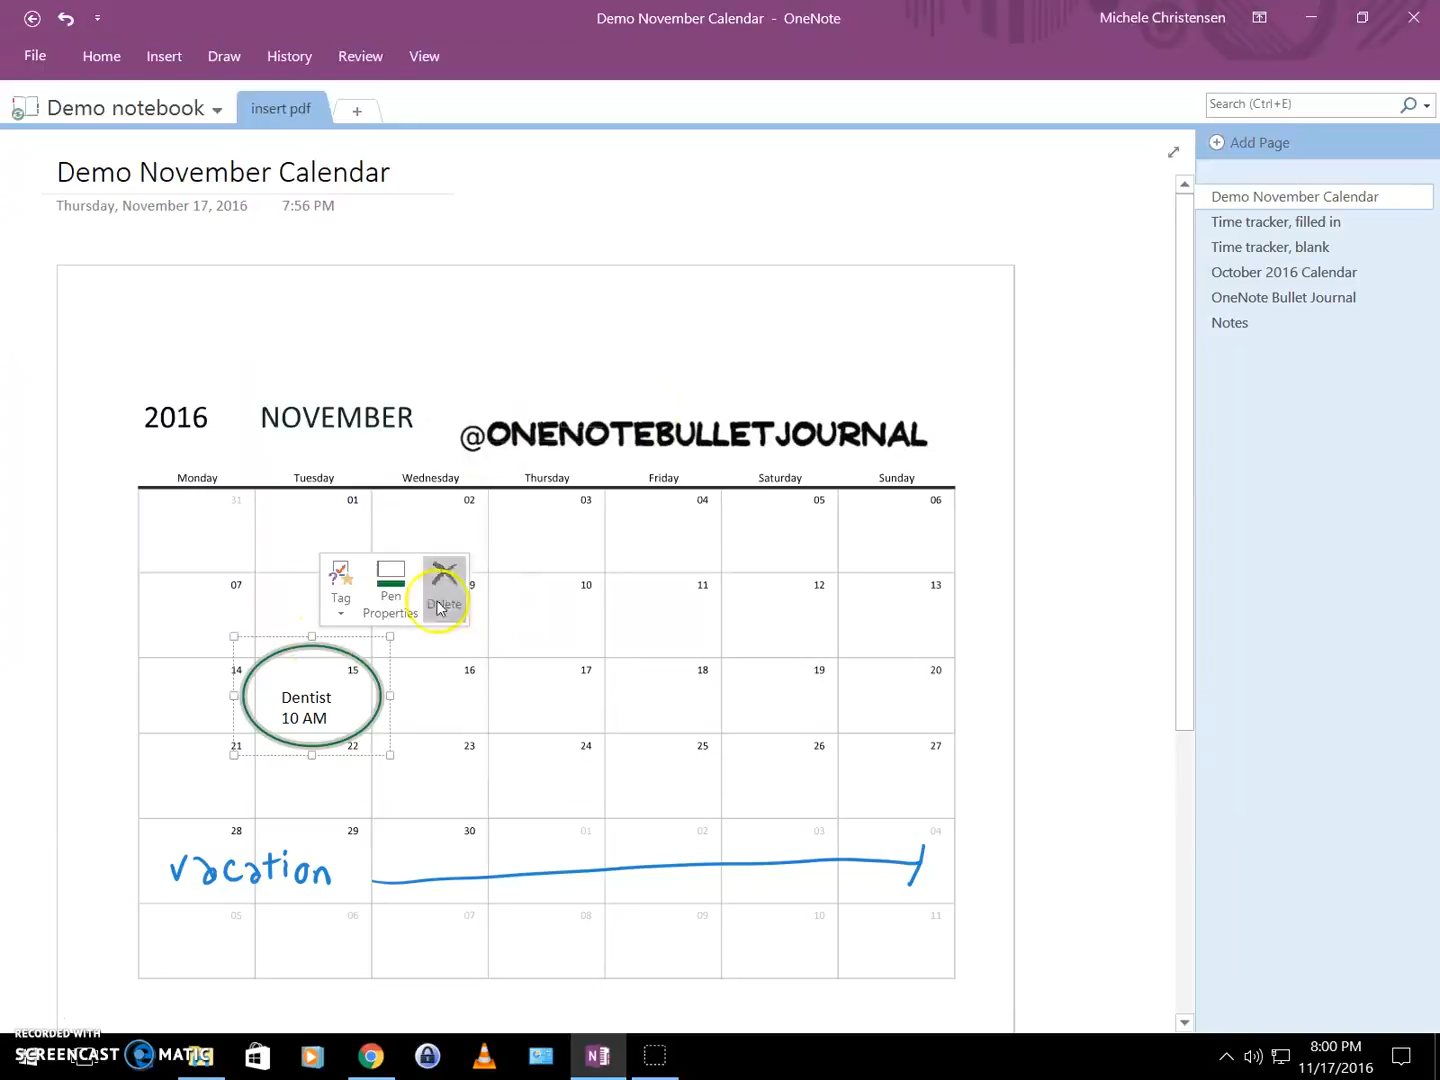 Demo November Calendar - OneNote
Michele Christensen
File Home Insert Draw History Review View
Demo notebook
insert pdf
Search (Ctrl+E)
Add Page
Demo November Calendar
Thursday, November 17, 2016 7:56 PM
Demo November Calendar
Time tracker, filled in
Time tracker, blank
October 2016 Calendar
OneNote Bullet Journal
Notes
2016 NOVEMBER
@ONENOTEBULLETJOURNAL
Monday Tuesday Wednesday Thursday Friday Saturday Sunday
31 01 02 03 04 05 06
07 9 10 11 12 13
Tag
Pen
Properties
Delete
14 15 16 17 18 19 20
Dentist
10 AM
21 22 23 24 25 26 27
28 29 30 01 02 03 04
vacation
05 06 07 08 09 10 11
RECORDED WITH
SCREENCAST MATIC
8:00 PM
11/17/2016